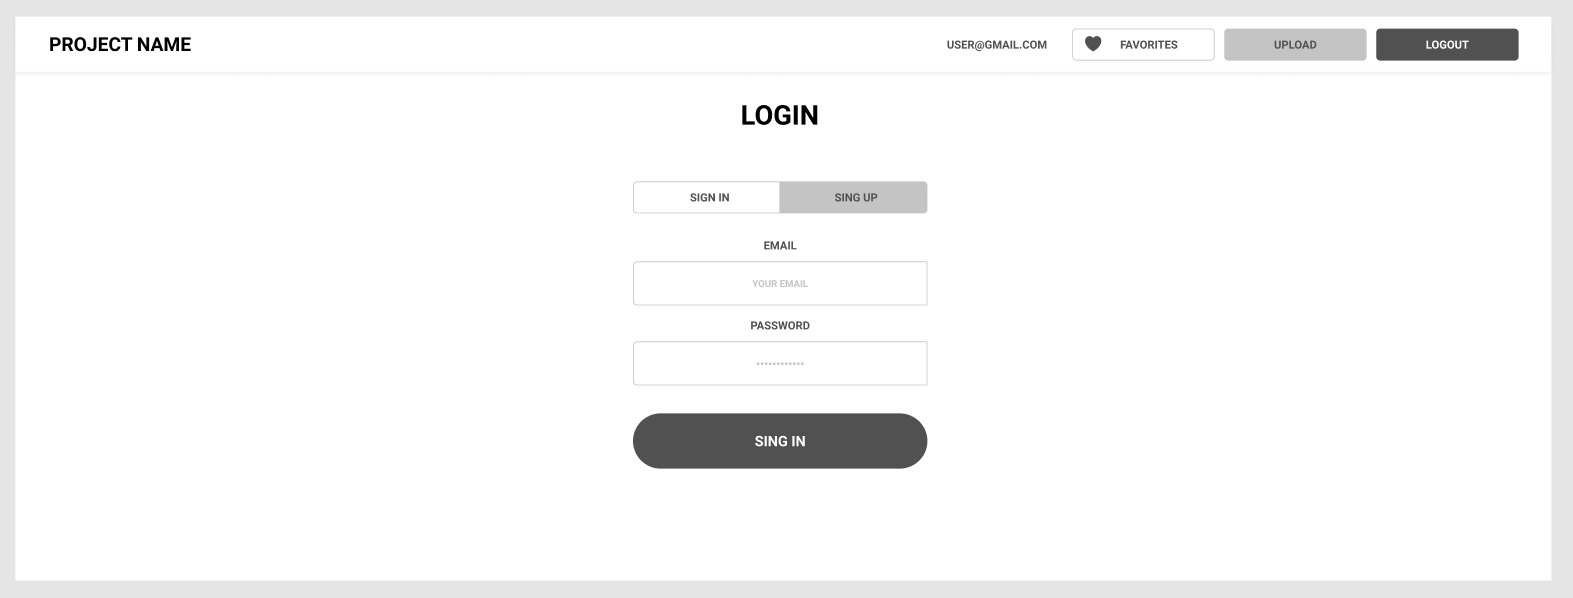 PROJECT NAME
USER@GMAIL.COM
FAVORITES
UPLOAD
LOGOUT
LOGIN
SIGN IN
SING UP
EMAIL
YOUR EMAIL
PASSWORD
••••••••••••
SING IN